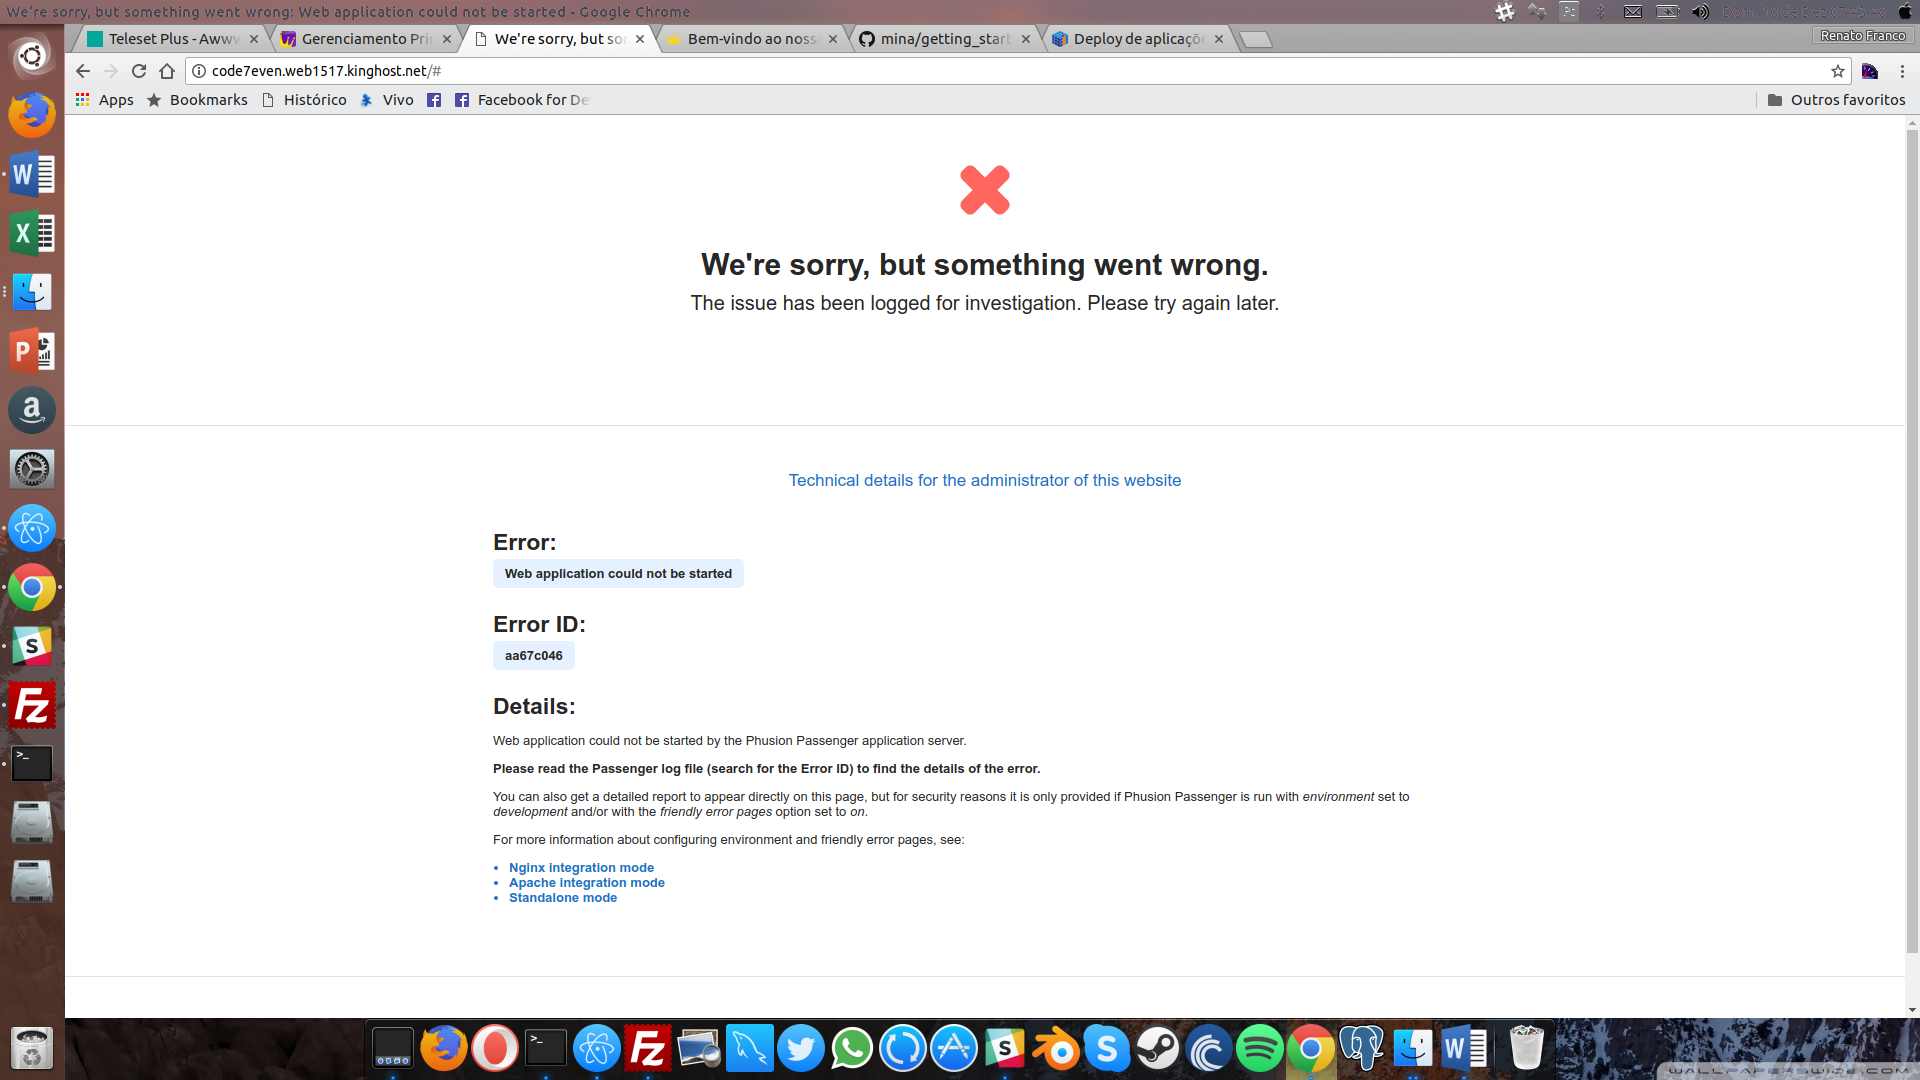 We're sorry, but something went wrong: Web application could not be started - Google Chrome
Pt
Teleset Plus - Aww
Gerenciamento Pri
We're sorry, but so
Bem-vindo ao noss
mina/getting_star
Deploy de aplicaçõ
Renato Franco
code7even.web1517.kinghost.net/#
Apps
Bookmarks
Histórico
Vivo
Facebook for De
Outros favoritos
We're sorry, but something went wrong.
The issue has been logged for investigation. Please try again later.
Technical details for the administrator of this website
Error:
Web application could not be started
Error ID:
aa67c046
Details:
Web application could not be started by the Phusion Passenger application server.
Please read the Passenger log file (search for the Error ID) to find the details of the error.
You can also get a detailed report to appear directly on this page, but for security reasons it is only provided if Phusion Passenger is run with environment set to
development and/or with the friendly error pages option set to on.
For more information about configuring environment and friendly error pages, see:
• Nginx integration mode
• Apache integration mode
• Standalone mode
WALLPAPERSWIDE.COM